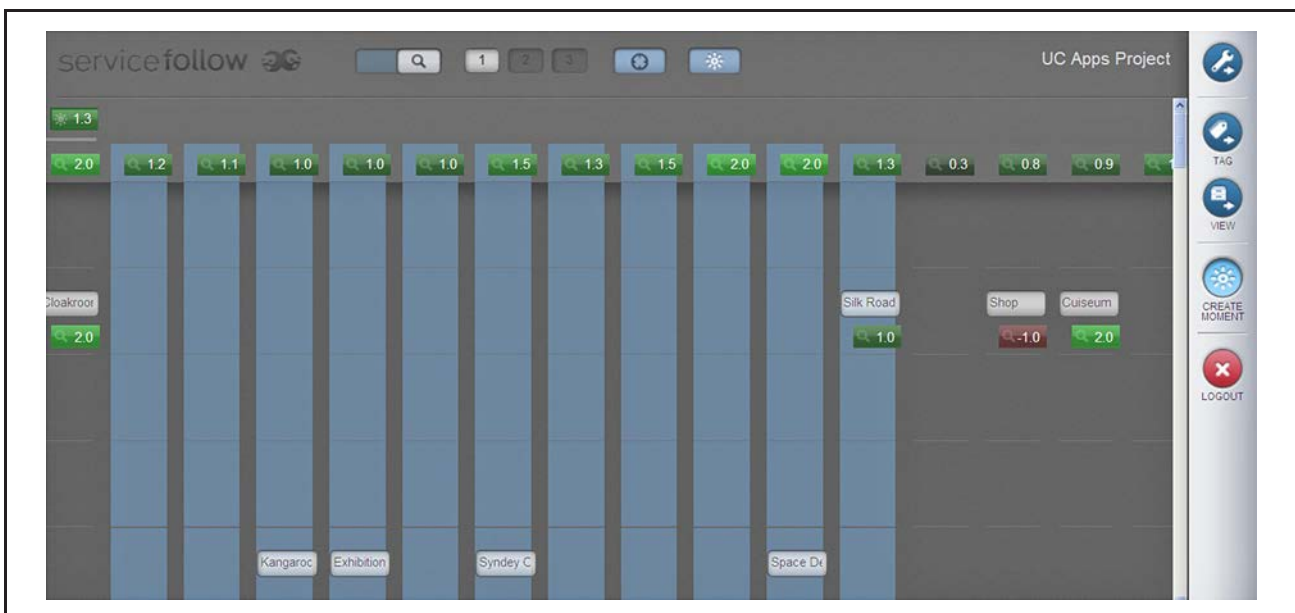 servicefollow
1 2 3
UC Apps Project
1.3
2.0 1.2 1.1 1.0 1.0 1.0 1.5 1.3 1.5 2.0 2.0 1.3 0.3 0.8 0.9 1
TAG
VIEW
Cloakroor Silk Road Shop Cuiseum
CREATE
MOMENT
2.0 1.0 -1.0 2.0
LOGOUT
Kangaroc Exhibition Syndey C Space De